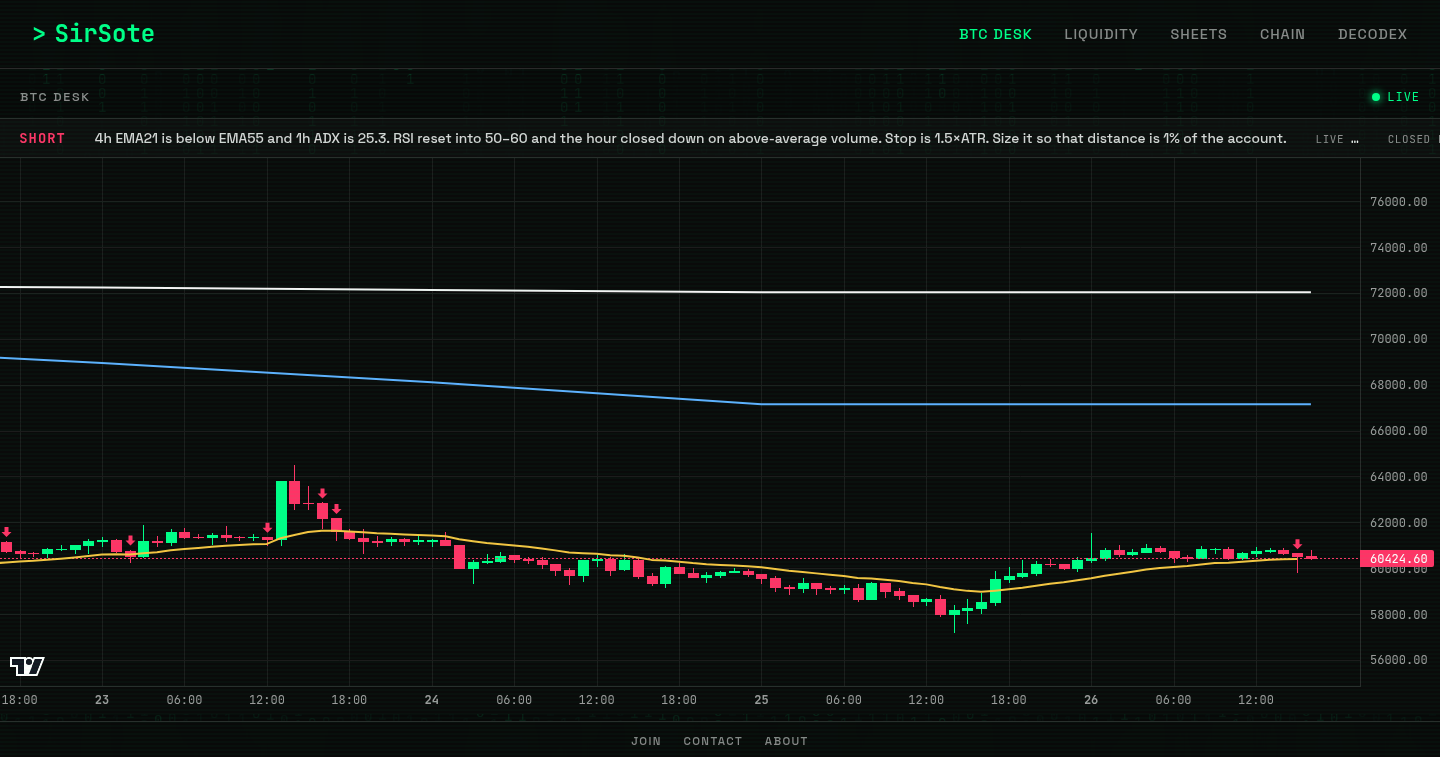 > SirSote
BTC DESK LIQUIDITY SHEETS CHAIN DECODEX
BTC DESK
LIVE
SHORT 4h EMA21 is below EMA55 and 1h ADX is 25.3. RSI reset into 50–60 and the hour closed down on above-average volume. Stop is 1.5×ATR. Size it so that distance is 1% of the account. LIVE … CLOSED
76000.00
74000.00
72000.00
70000.00
68000.00
66000.00
64000.00
62000.00
60424.60
60000.00
58000.00
56000.00
18:00 23 06:00 12:00 18:00 24 06:00 12:00 18:00 25 06:00 12:00 18:00 26 06:00 12:00
JOIN CONTACT ABOUT